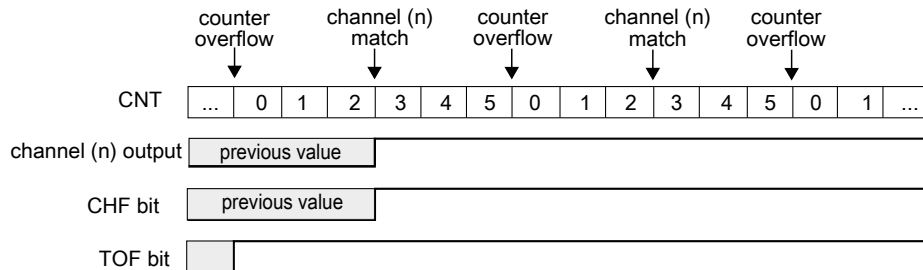 counter overflow
channel (n) match
counter overflow
channel (n) match
counter overflow
CNT ... 0 1 2 3 4 5 0 1 2 3 4 5 0 1 ...
channel (n) output previous value
CHF bit previous value
TOF bit